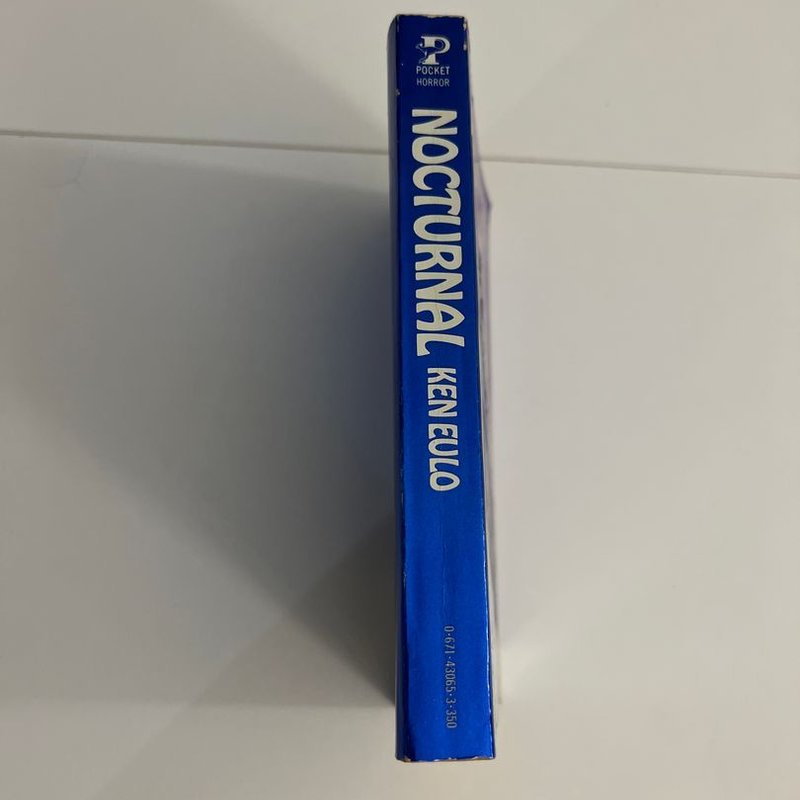 P
POCKET
HORROR
NOCTURNAL
KEN EULO
0-671-43065-3-350